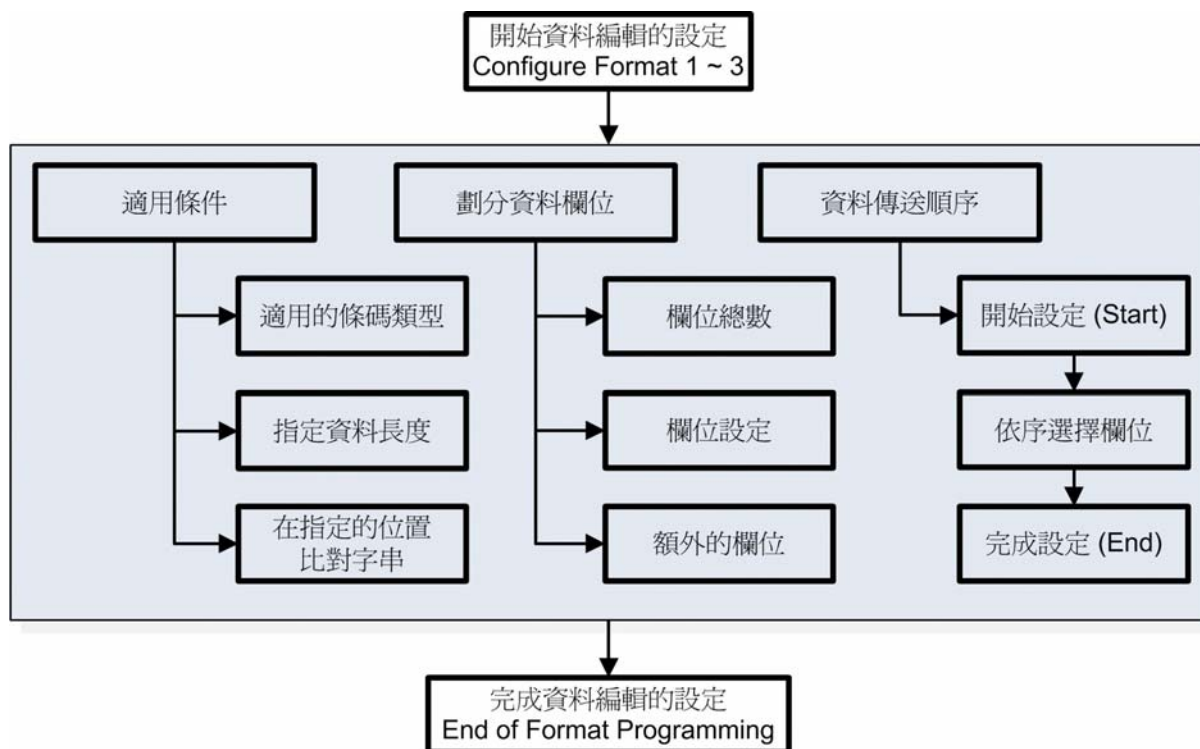 開始資料編輯的設定
Configure Format 1 ~ 3
適用條件
劃分資料欄位
資料傳送順序
適用的條碼類型
欄位總數
開始設定 (Start)
指定資料長度
欄位設定
依序選擇欄位
在指定的位置
比對字串
額外的欄位
完成設定 (End)
完成資料編輯的設定
End of Format Programming